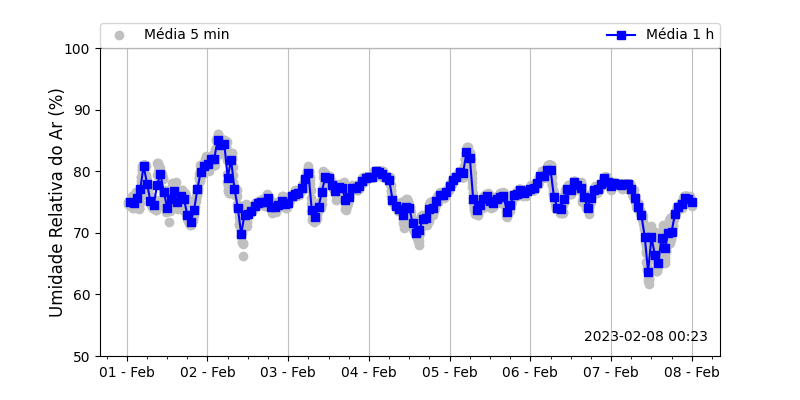 Média 5 min Média 1 h
100
90
80
70
60
50
Umidade Relativa do Ar (%)
2023-02-08 00:23
01 - Feb 02 - Feb 03 - Feb 04 - Feb 05 - Feb 06 - Feb 07 - Feb 08 - Feb